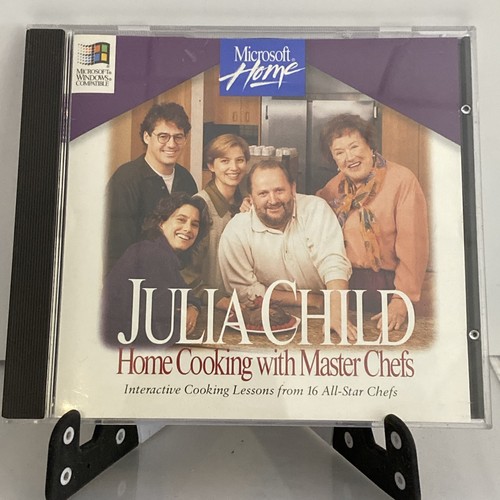 Microsoft®
Home
MICROSOFT®
WINDOWS™
COMPATIBLE
JULIA CHILD
Home Cooking with Master Chefs
Interactive Cooking Lessons from 16 All-Star Chefs